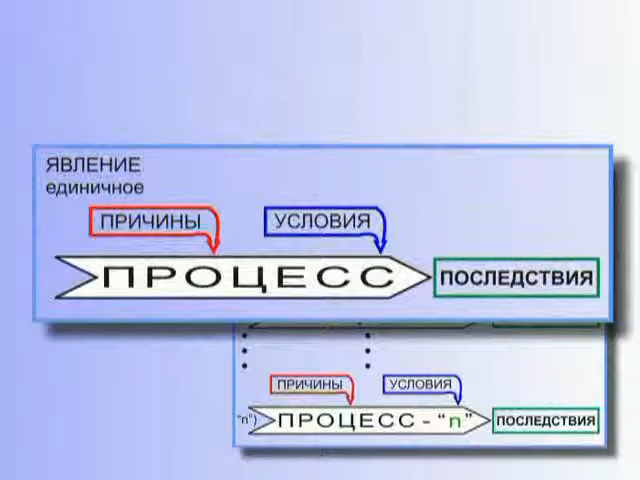 ЯВЛЕНИЕ
единичное
ПРИЧИНЫ УСЛОВИЯ
ПРОЦЕСС ПОСЛЕДСТВИЯ
ПРИЧИНЫ УСЛОВИЯ
"n") ПРОЦЕСС - "n" ПОСЛЕДСТВИЯ